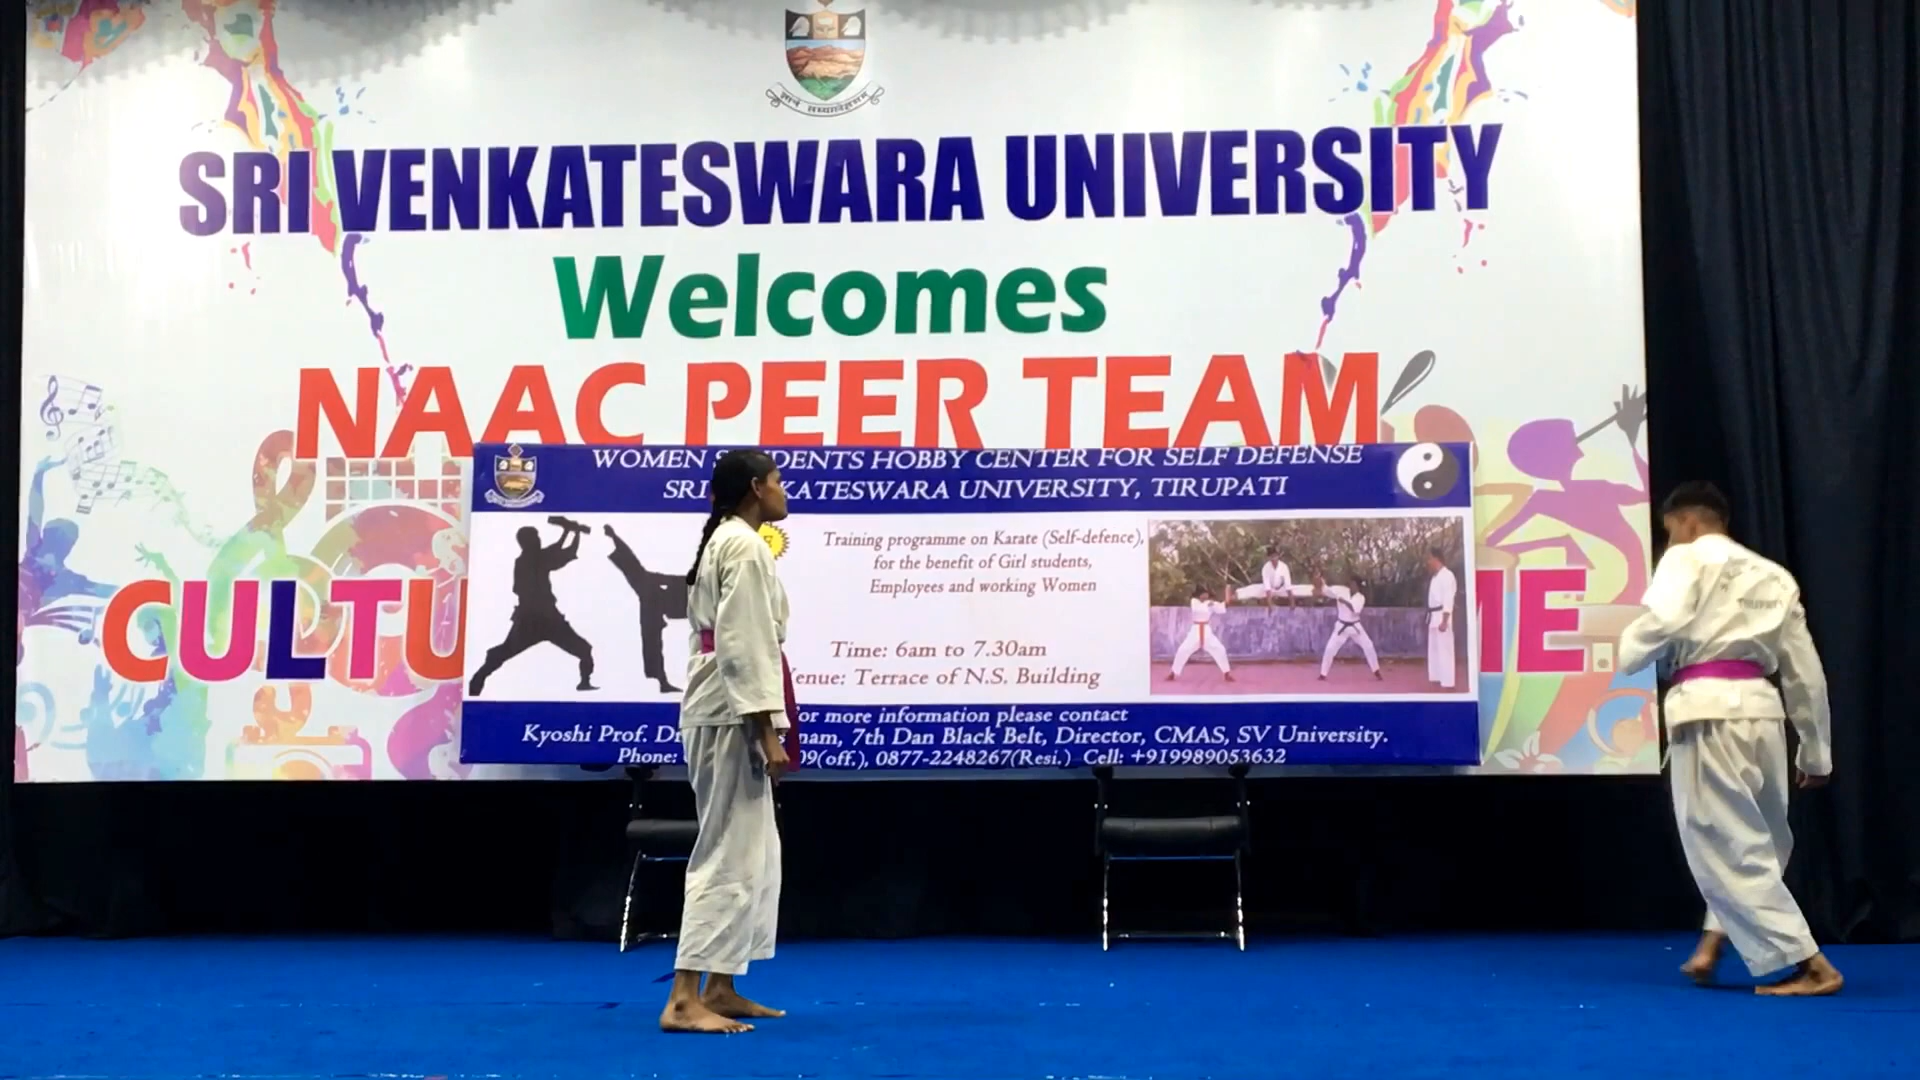 SRI VENKATESWARA UNIVERSITY
Welcomes
NAAC PEER TEAM
CULTU ME
WOMEN S DENTS HOBBY CENTER FOR SELF DEFENSE
SRI KATESWARA UNIVERSITY, TIRUPATI
Training programme on Karate (Self-defence),
for the benefit of Girl students,
Employees and working Women
Time: 6am to 7.30am
enue: Terrace of N.S. Building
or more information please contact
Kyoshi Prof. Dr nam, 7th Dan Black Belt, Director, CMAS, SV University.
Phone: 09(off.), 0877-2248267(Resi.) Cell: +919989053632